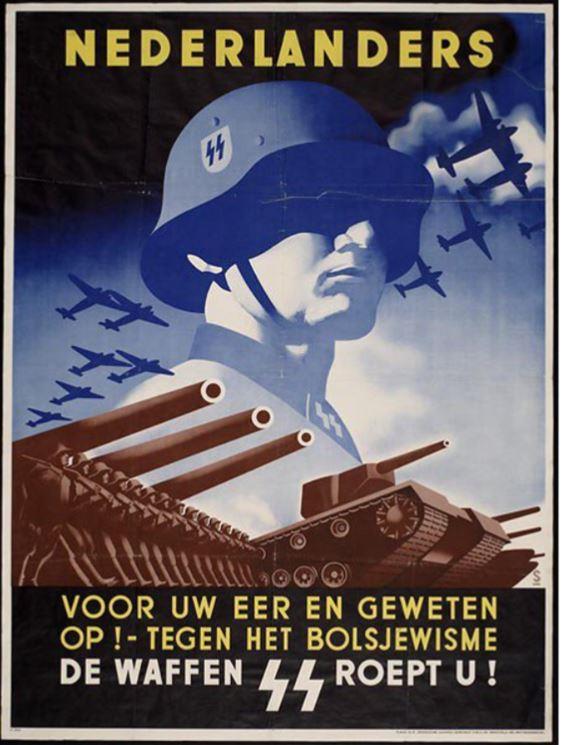 NEDERLANDERS
VOOR UW EER EN GEWETEN
OP!- TEGEN HET BOLSJEWISME
DE WAFFEN SS ROEPT U!